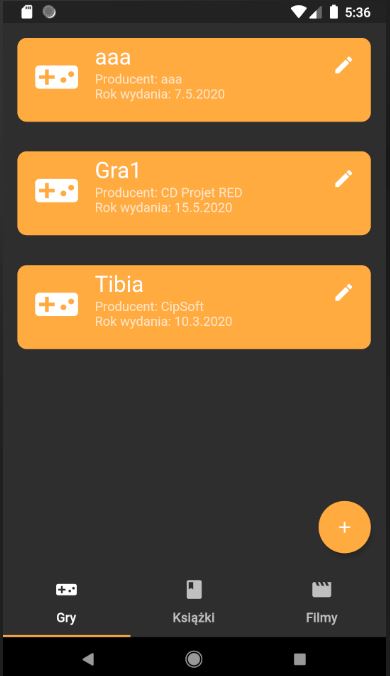 5:36
aaa
Producent: aaa
Rok wydania: 7.5.2020
Gra1
Producent: CD Projet RED
Rok wydania: 15.5.2020
Tibia
Producent: CipSoft
Rok wydania: 10.3.2020
+
Gry Książki Filmy